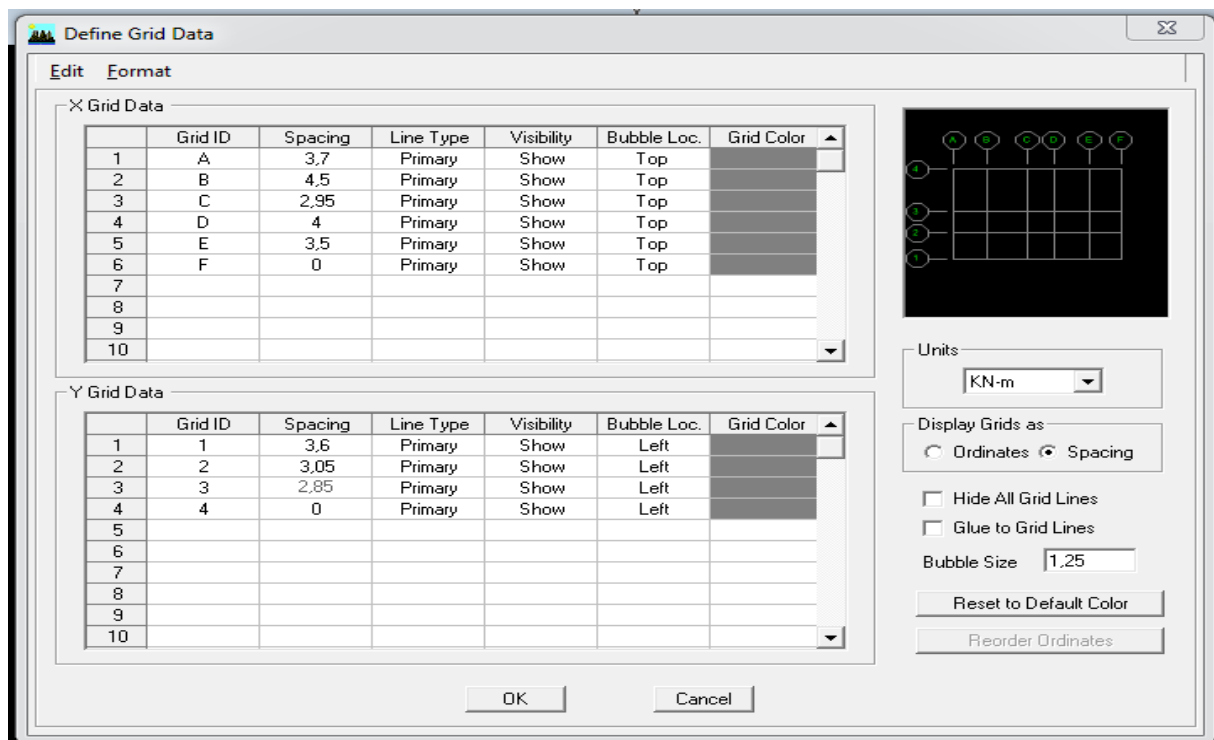 Define Grid Data
Edit Format
X Grid Data
Grid ID Spacing Line Type Visibility Bubble Loc. Grid Color
1 A 3,7 Primary Show Top
2 B 4,5 Primary Show Top
3 C 2,95 Primary Show Top
4 D 4 Primary Show Top
5 E 3,5 Primary Show Top
6 F 0 Primary Show Top
7
8
9
10
A B C D E F
4
3
2
1
Units
KN-m
Y Grid Data
Grid ID Spacing Line Type Visibility Bubble Loc. Grid Color
1 1 3,6 Primary Show Left
2 2 3,05 Primary Show Left
3 3 2,85 Primary Show Left
4 4 0 Primary Show Left
5
6
7
8
9
10
Display Grids as
Ordinates Spacing
Hide All Grid Lines
Glue to Grid Lines
Bubble Size 1,25
Reset to Default Color
Reorder Ordinates
OK Cancel